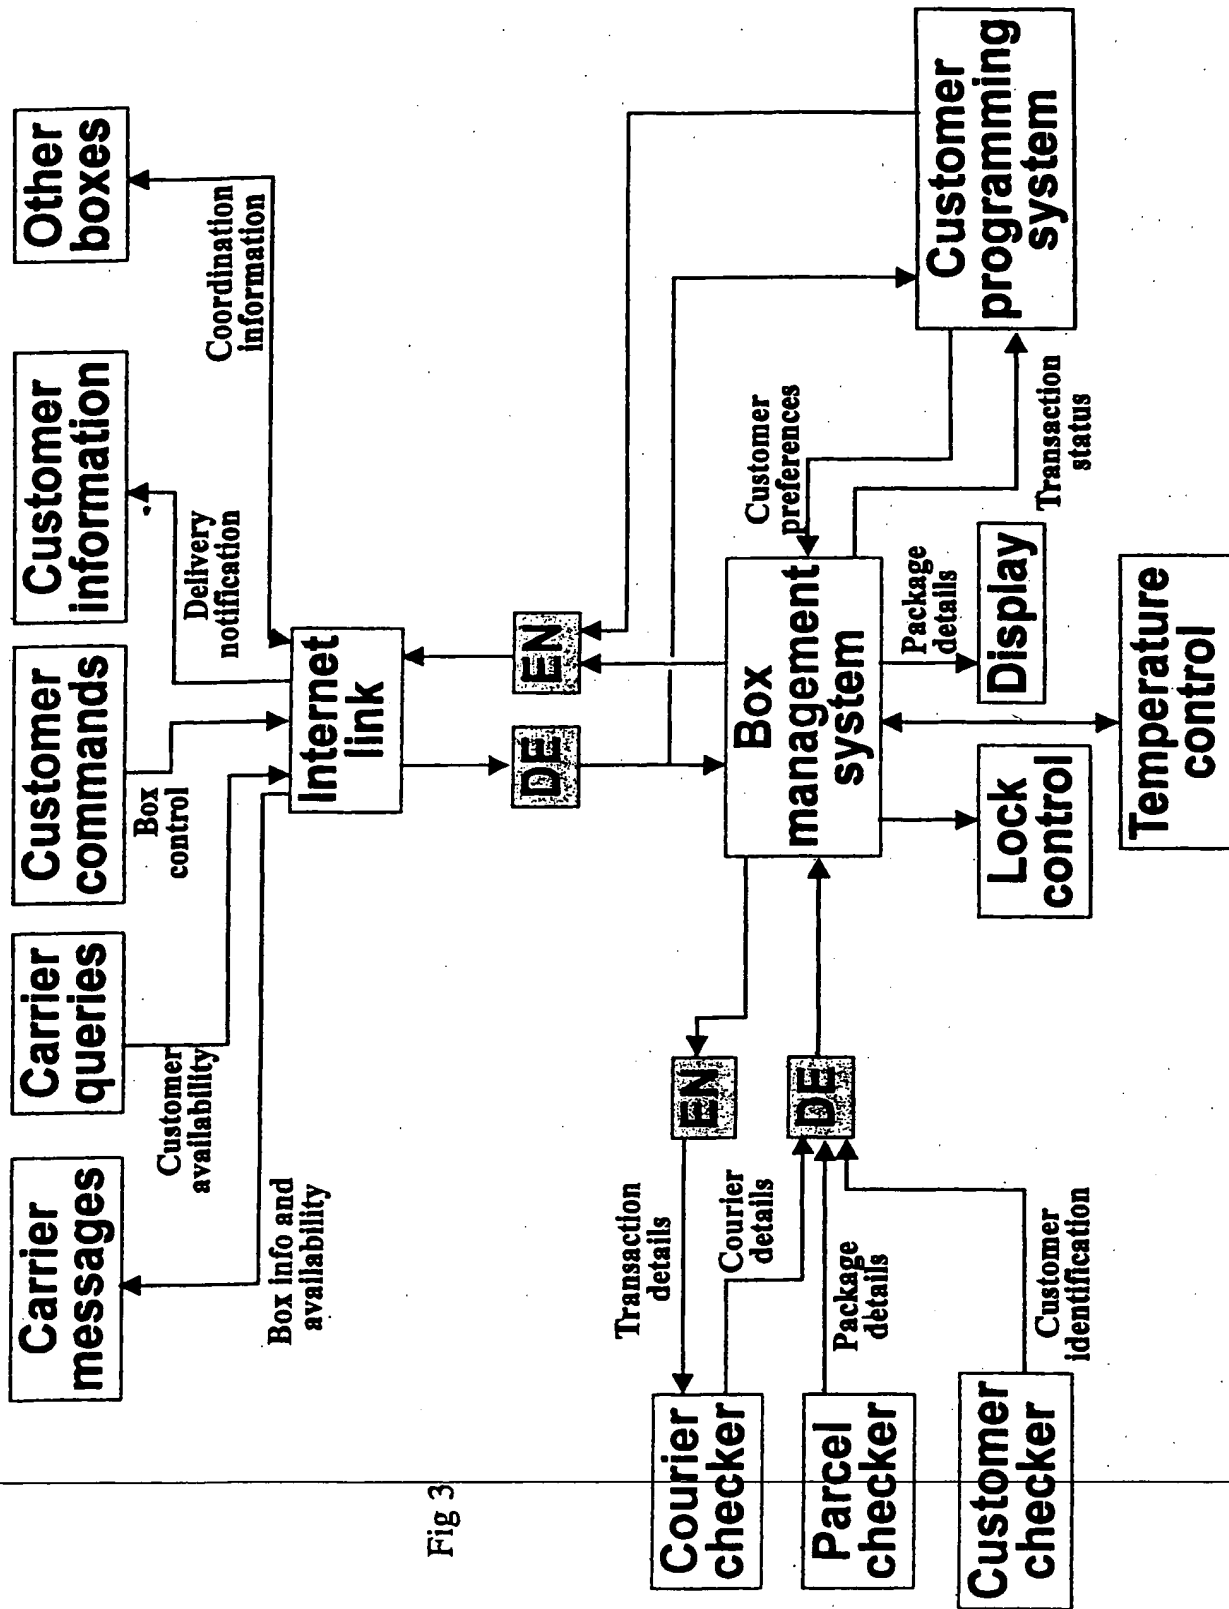 Carrier
messages
Carrier
queries
Customer
commands
Customer
information
Other
boxes
Box info and
availability
Customer
availability
Box
control
Delivery
notification
Coordination
information
Internet
link
DE
EN
Fig 3
Transaction
details
Courier
details
Package
details
Customer
identification
Courier
checker
Parcel
checker
Customer
checker
EN
DE
Box
management
system
Customer
preferences
Transaction
status
Package
details
Customer
programming
system
Lock
control
Display
Temperature
control